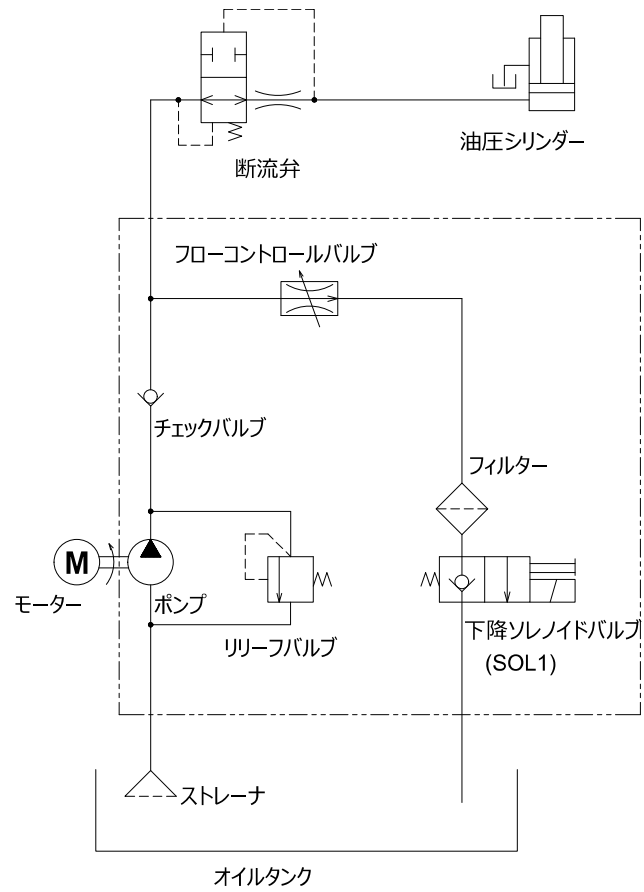 断流弁
油圧シリンダー
フローコントロールバルブ
チェックバルブ
フィルター
M
モーター
ポンプ
リリーフバルブ
下降ソレノイドバルブ
(SOL1)
ストレーナ
オイルタンク